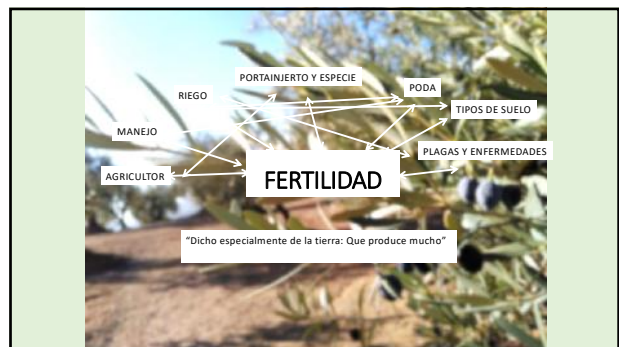 PORTAINJERTO Y ESPECIE
RIEGO
PODA
TIPOS DE SUELO
MANEJO
PLAGAS Y ENFERMEDADES
AGRICULTOR
FERTILIDAD
“Dicho especialmente de la tierra: Que produce mucho”